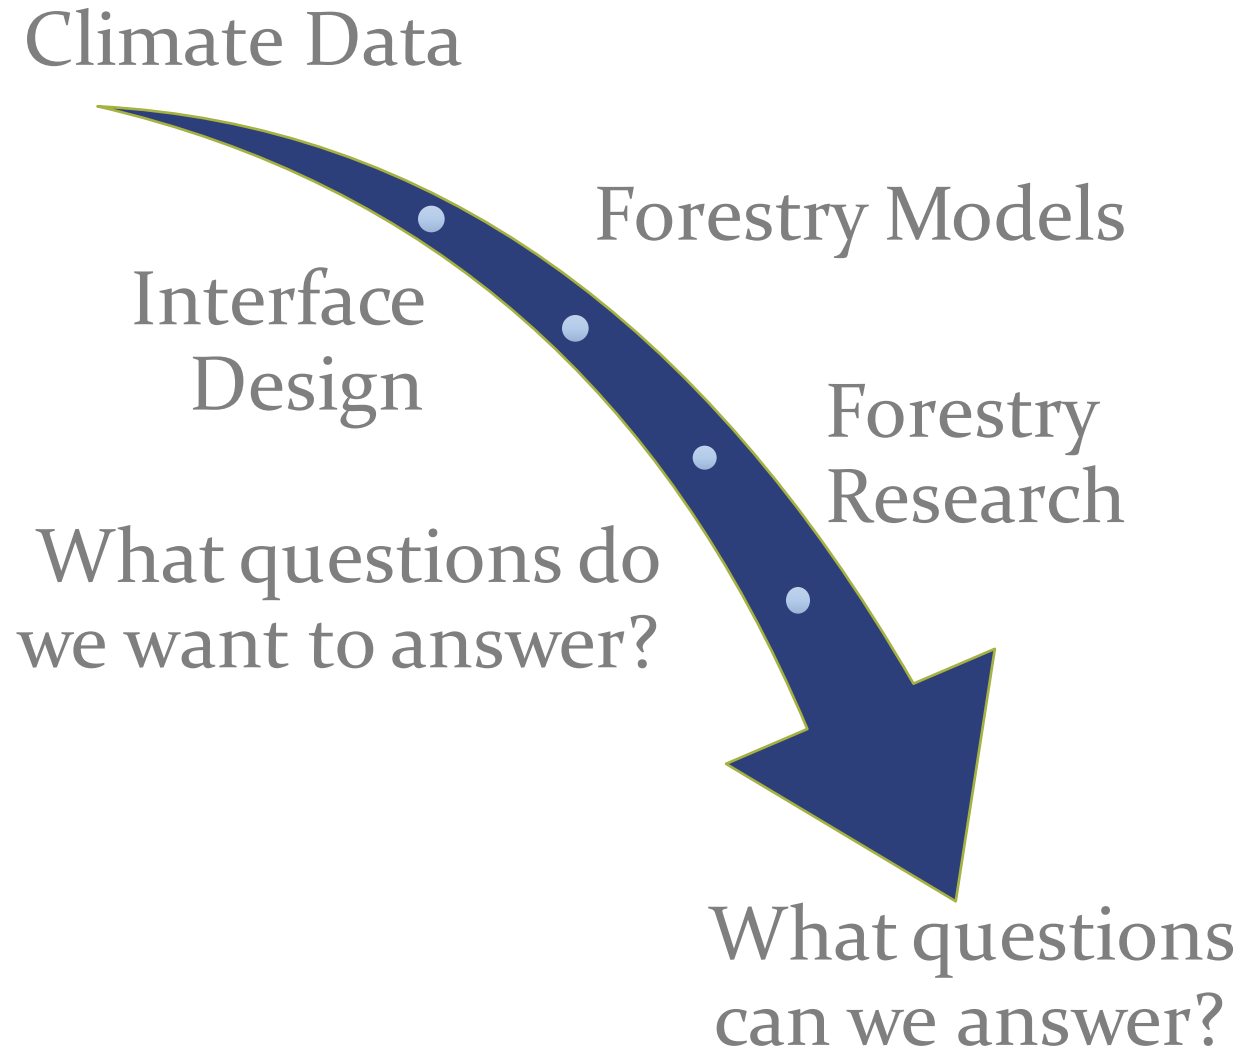 Climate Data
Forestry Models
Interface
Design
Forestry
Research
What questions do
we want to answer?
What questions
can we answer?